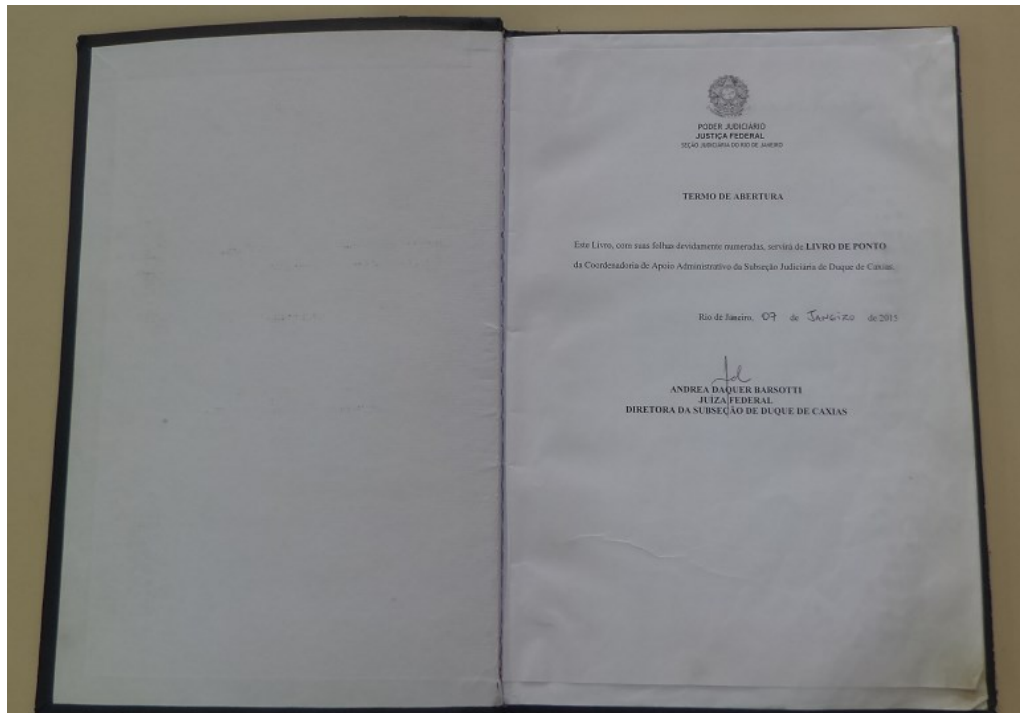 PODER JUDICIÁRIO
JUSTIÇA FEDERAL
SEÇÃO JUDICIÁRIA DO RIO DE JANEIRO
TERMO DE ABERTURA
Este Livro, com suas folhas devidamente numeradas, servirá de LIVRO DE PONTO
da Coordenadoria de Apoio Administrativo da Subseção Judiciária de Duque de Caxias.
Rio de Janeiro, 07 de JANEIRO de 2015
ANDREA DAQUER BARSOTTI
JUÍZA FEDERAL
DIRETORA DA SUBSEÇÃO DE DUQUE DE CAXIAS